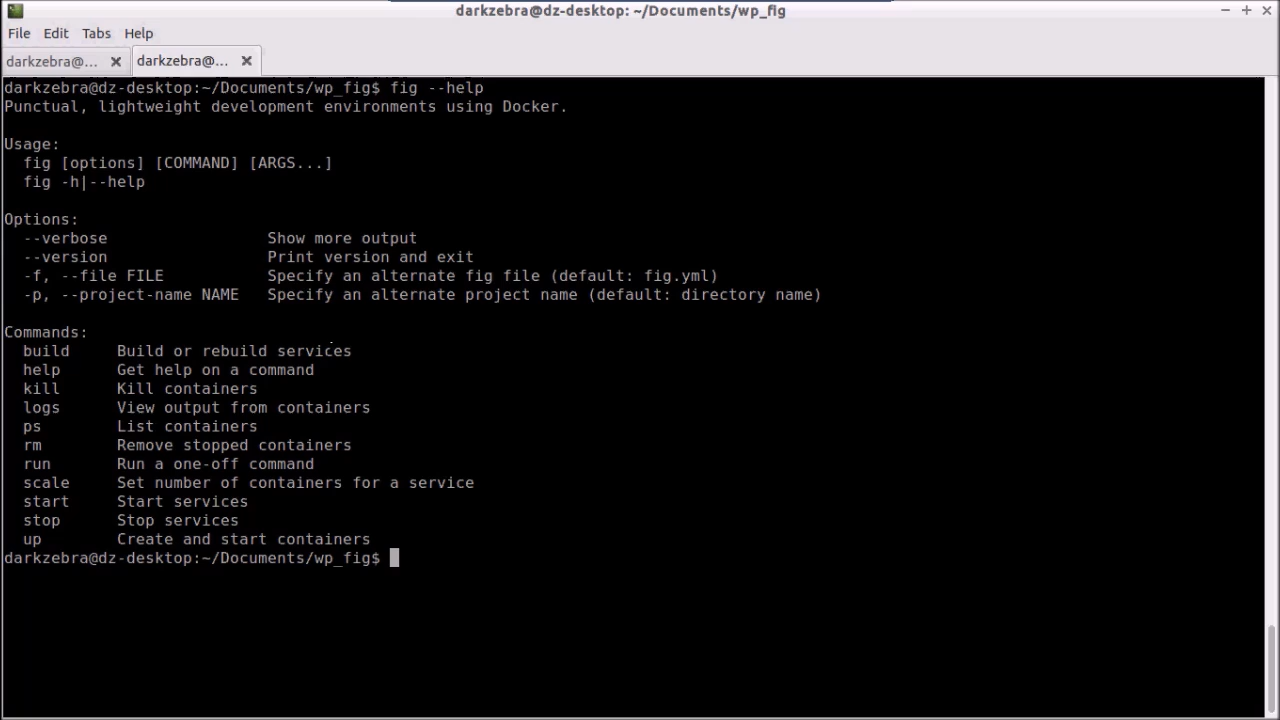 darkzebra@dz-desktop: ~/Documents/wp_fig
File Edit Tabs Help
darkzebra@... darkzebra@...
darkzebra@dz-desktop:~/Documents/wp_fig$ fig --help
Punctual, lightweight development environments using Docker.
Usage:
fig [options] [COMMAND] [ARGS...]
fig -h|--help
Options:
--verbose Show more output
--version Print version and exit
-f, --file FILE Specify an alternate fig file (default: fig.yml)
-p, --project-name NAME Specify an alternate project name (default: directory name)
Commands:
build Build or rebuild services
help Get help on a command
kill Kill containers
logs View output from containers
ps List containers
rm Remove stopped containers
run Run a one-off command
scale Set number of containers for a service
start Start services
stop Stop services
up Create and start containers
darkzebra@dz-desktop:~/Documents/wp_fig$